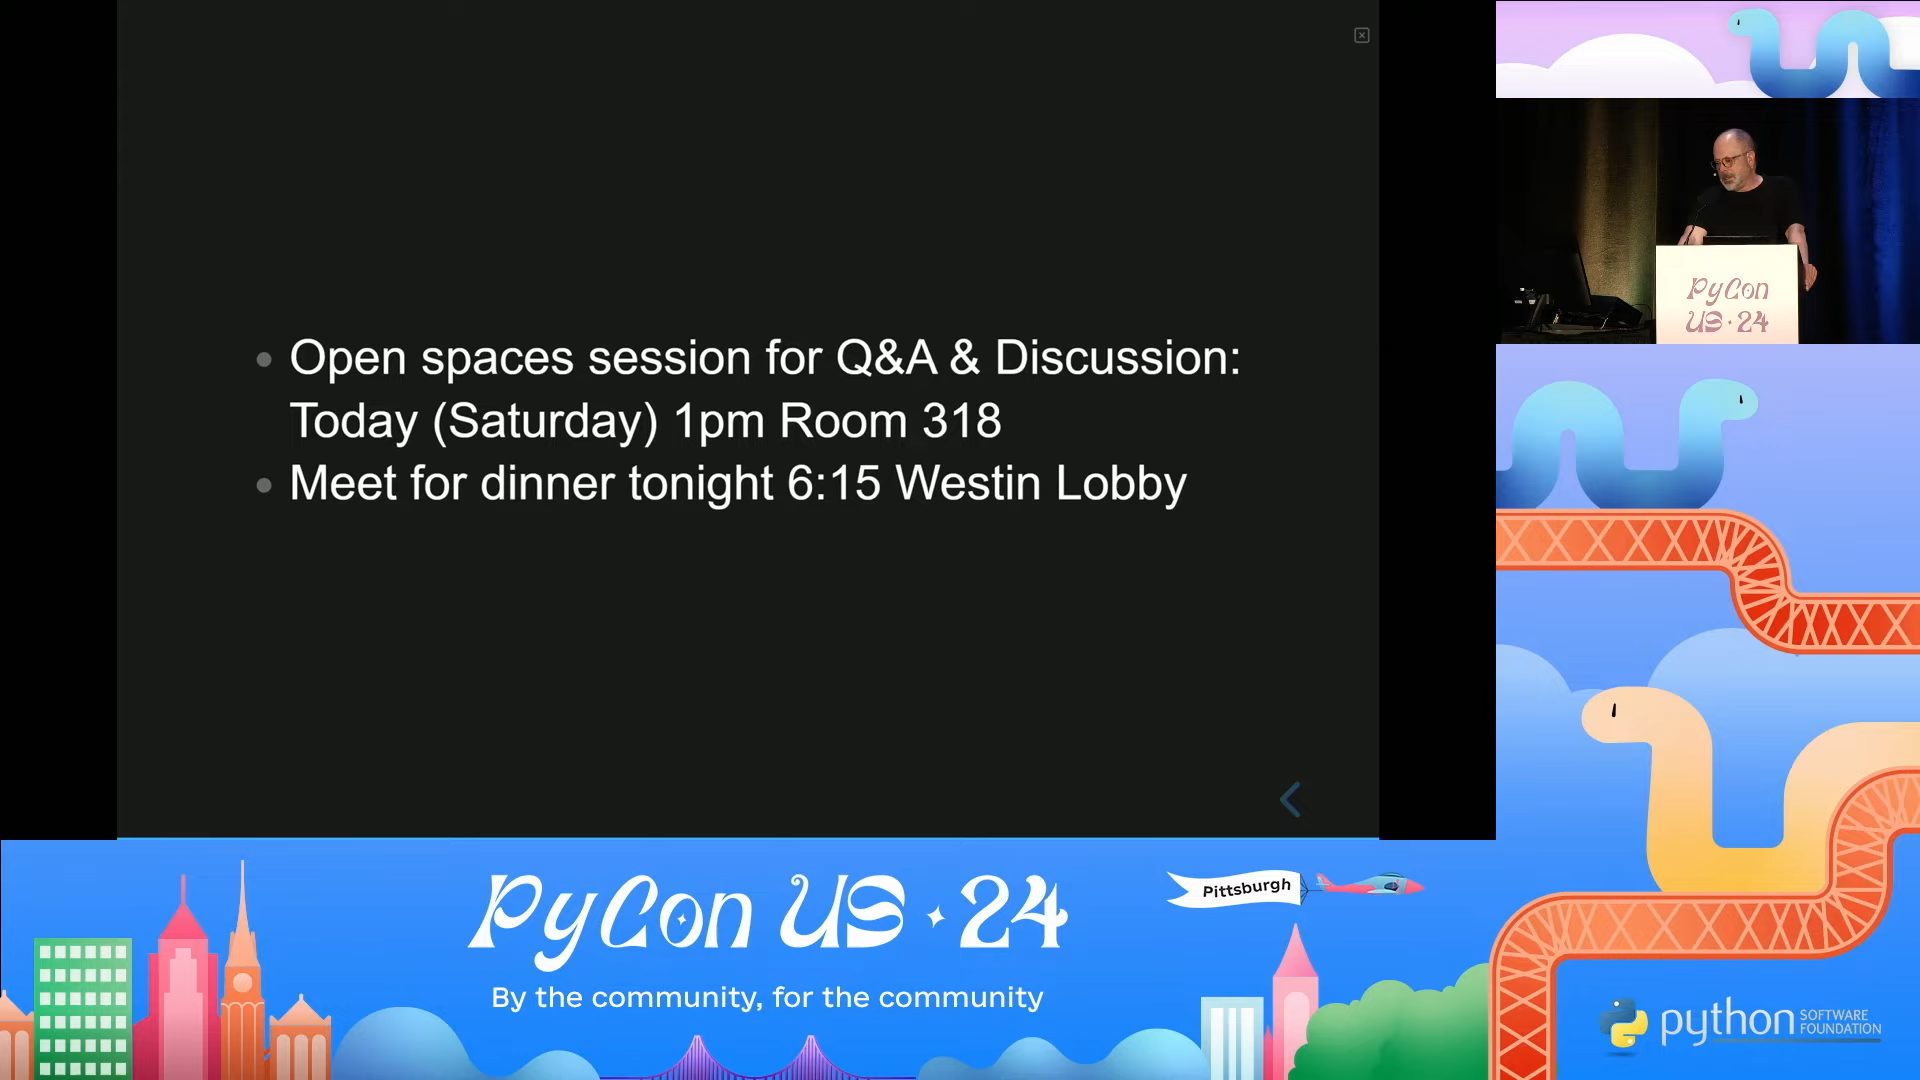 Open spaces session for Q&A & Discussion:
Today (Saturday) 1pm Room 318
Meet for dinner tonight 6:15 Westin Lobby
PyCon
US·24
PyCon US·24
By the community, for the community
Pittsburgh
python
SOFTWARE
FOUNDATION